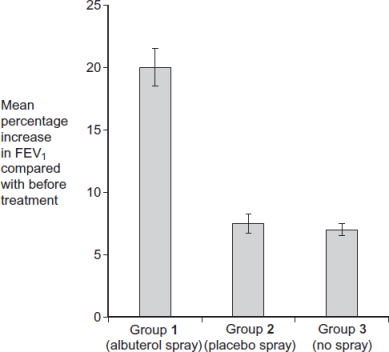 25
20
15
10
5
0
Mean
percentage
increase
in FEV1
compared
with before
treatment
Group 1
(albuterol spray)
Group 2
(placebo spray)
Group 3
(no spray)